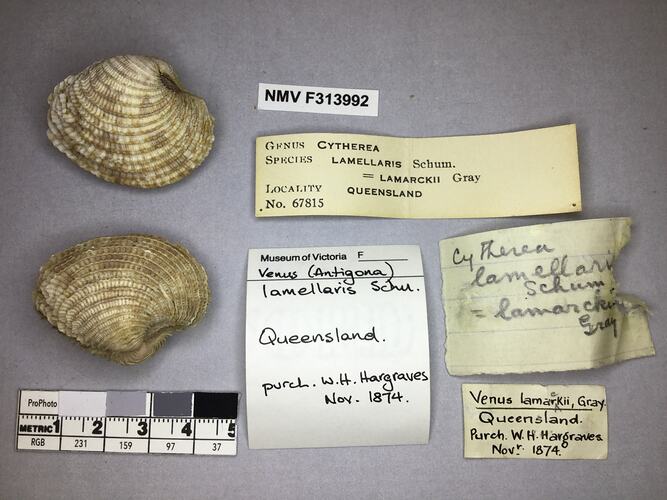 NMV F313992
GENUS CYTHEREA
SPECIES LAMELLARIS Schum.
= LAMARCKII Gray
LOCALITY QUEENSLAND
No. 67815
Museum of Victoria F
Venus (Antigona)
lamellaris Schu.
Queensland.
purch. W.H. Hargraves
Nov. 1874.
Cytherea
lamellari
Schum.
= lamarckii
Gray
Venus lamarckii, Gray.
Queensland.
Purch. W.H. Hargraves.
Novr. 1874.
ProPhoto
METRIC 1 2 3 4 5
RGB 231 159 97 37